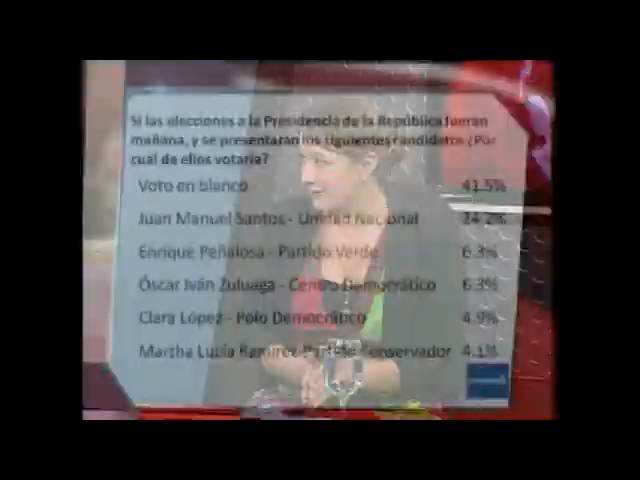 Si las elecciones a la Presidencia de la República fueran
mañana, y se presentaran los siguientes candidatos ¿Por
cual de ellos votaria?
Voto en blanco 41.5%
Juan Manuel Santos - Unidad Nacional 24.2%
Enrique Peñalosa - Partido Verde 6.3%
Óscar Iván Zuluaga - Centro Democrático 6.3%
Clara López - Polo Democrático 4.9%
Martha Lucía Ramírez-Partido Conservador 4.1%